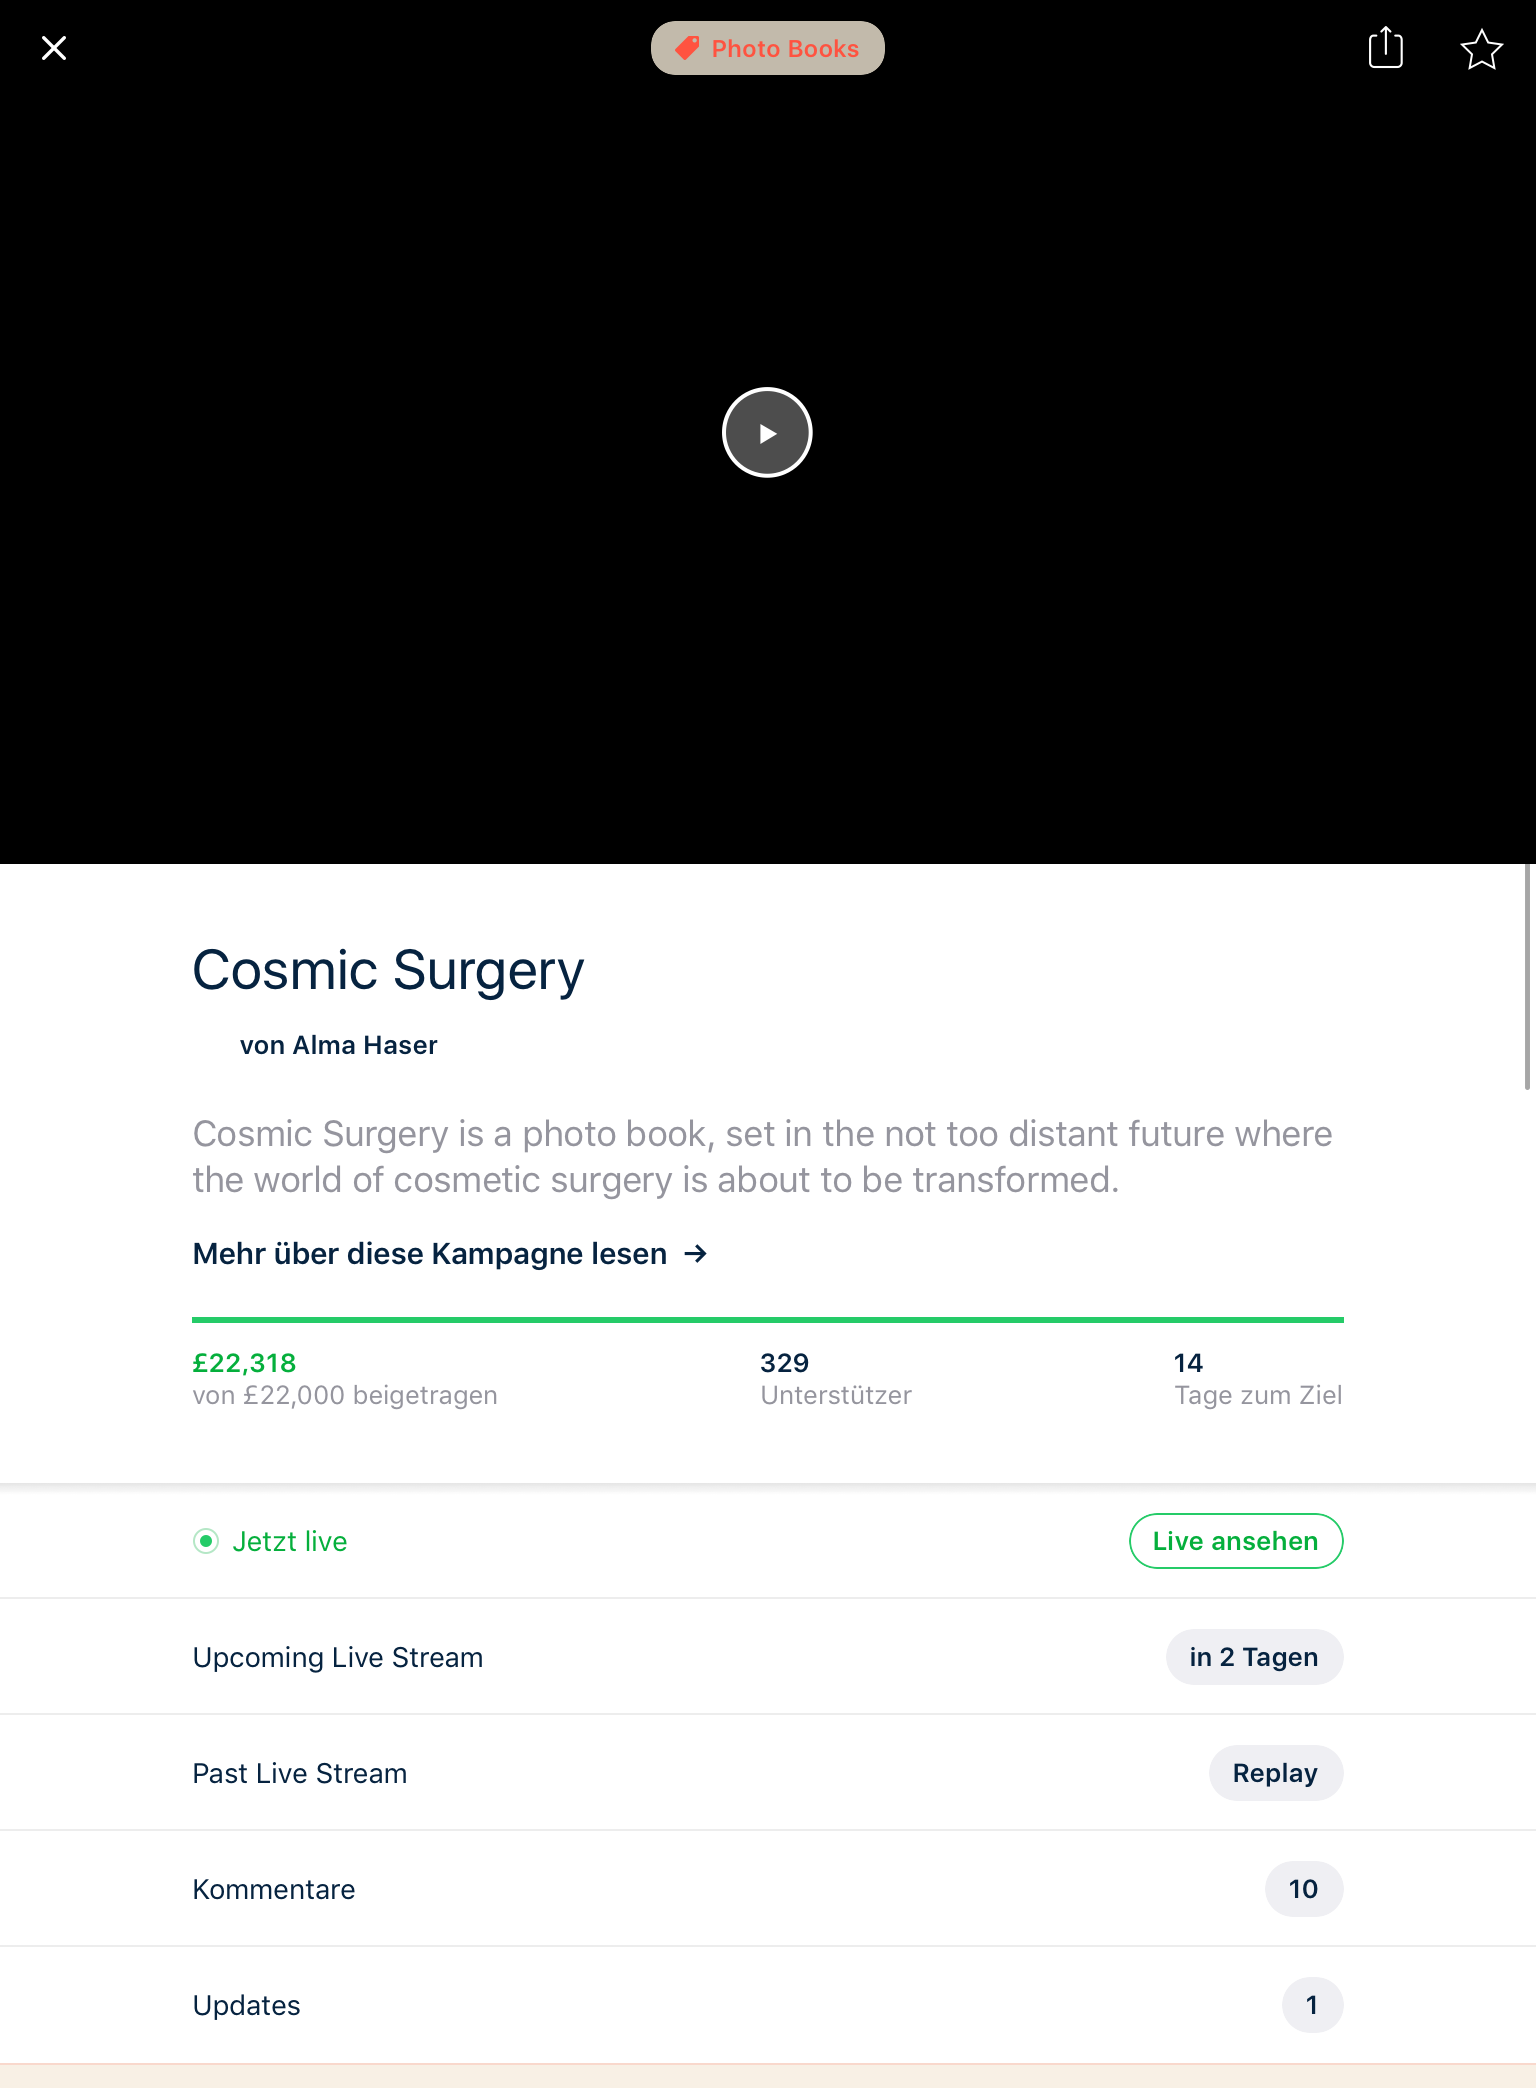 Photo Books
Cosmic Surgery
von Alma Haser
Cosmic Surgery is a photo book, set in the not too distant future where
the world of cosmetic surgery is about to be transformed.
Mehr über diese Kampagne lesen →
£22,318
von £22,000 beigetragen
329
Unterstützer
14
Tage zum Ziel
Jetzt live
Live ansehen
Upcoming Live Stream
in 2 Tagen
Past Live Stream
Replay
Kommentare
10
Updates
1